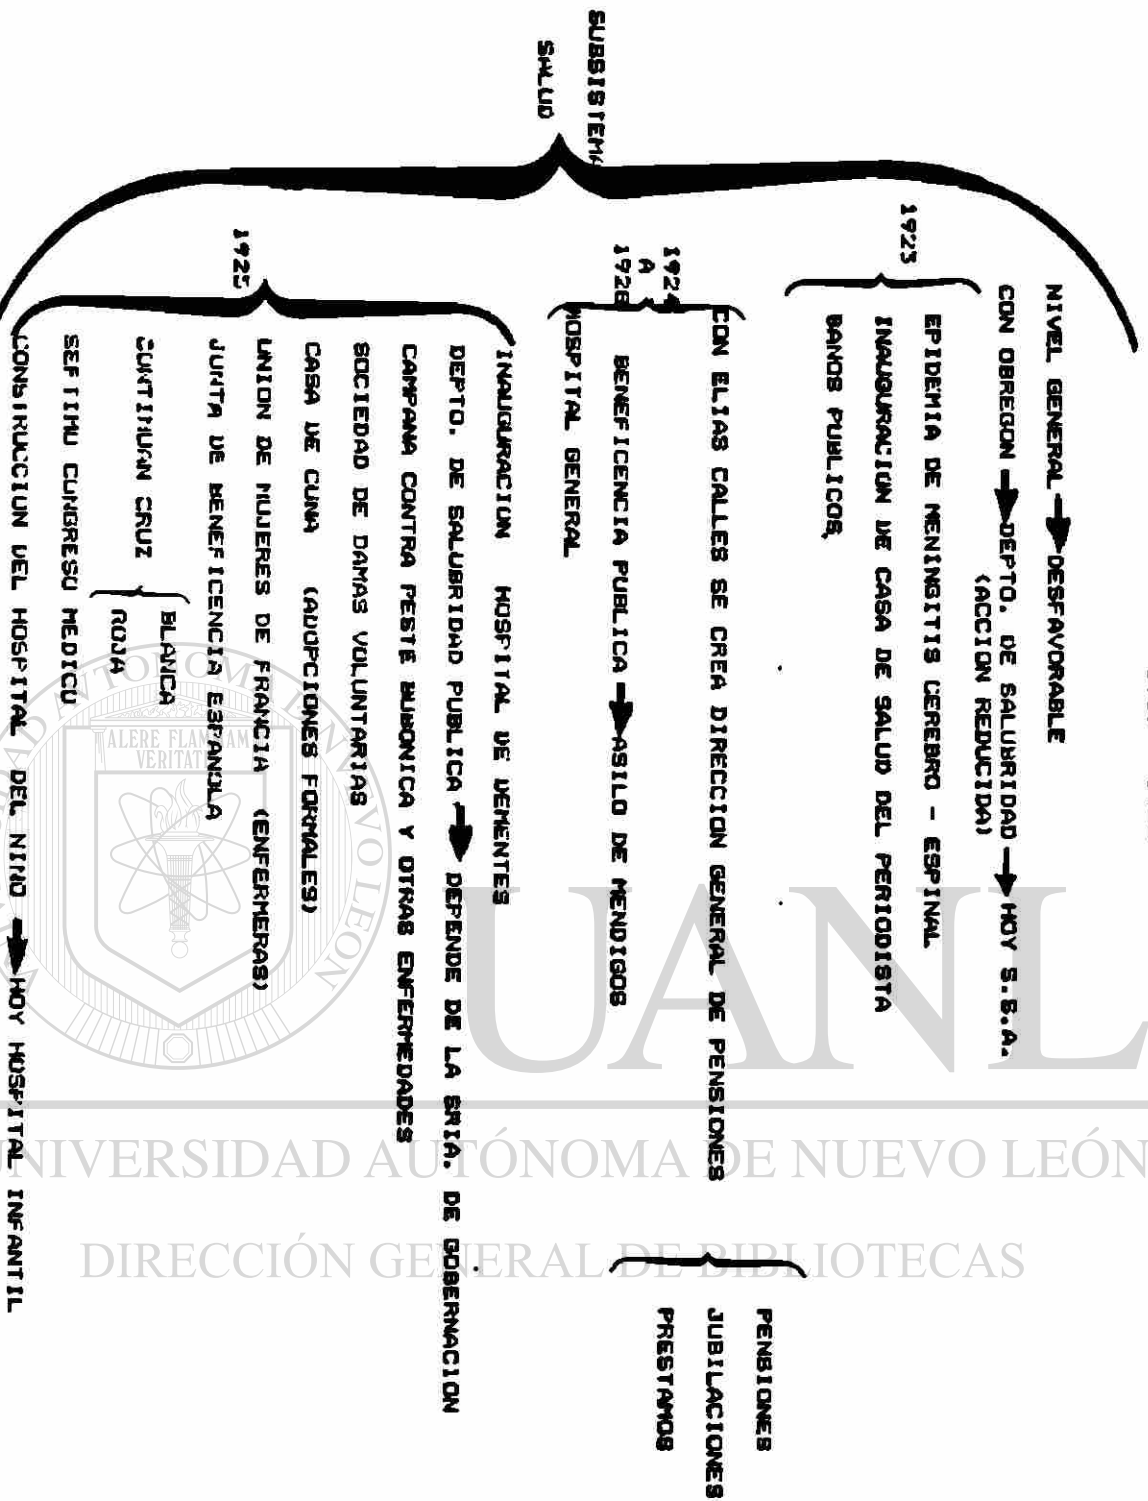 SUBSISTEMA
SALUD
NIVEL GENERAL → DESFAVORABLE
CON OBREGON → DEPTO. DE SALUBRIDAD → HOY S.S.A.
(ACCION REDUCIDA)
1923
EPIDEMIA DE MENINGITIS CEREBRO - ESPINAL
INAUGURACION DE CASA DE SALUD DEL PERIODISTA
BANOS PUBLICOS
1924
A
1928
CON ELIAS CALLES SE CREA DIRECCION GENERAL DE PENSIONES
PENSIONES
JUBILACIONES
PRESTAMOS
BENEFICENCIA PUBLICA → ASILO DE MENDIGOS
HOSPITAL GENERAL
1925
INAUGURACION HOSPITAL DE DEMENTES
DEPTO. DE SALUBRIDAD PUBLICA → DEPENDE DE LA SRIA. DE GOBERNACION
CAMPANA CONTRA PESTE BUBONICA Y OTRAS ENFERMEDADES
SOCIEDAD DE DAMAS VOLUNTARIAS
CASA DE CUNA (ADOPCIONES FORMALES)
UNION DE MUJERES DE FRANCIA (ENFERMERAS)
JUNTA DE BENEFICENCIA ESPANOLA
CONTINUAN CRUZ
BLANCA
ROJA
SEPTIMO CONGRESO MEDICO
CONSTRUCCION DEL HOSPITAL DEL NINO → HOY HOSPITAL INFANTIL
ALERE FLAMMAM
VERITATIS
UANL
UNIVERSIDAD AUTÓNOMA DE NUEVO LEÓN
DIRECCIÓN GENERAL DE BIBLIOTECAS